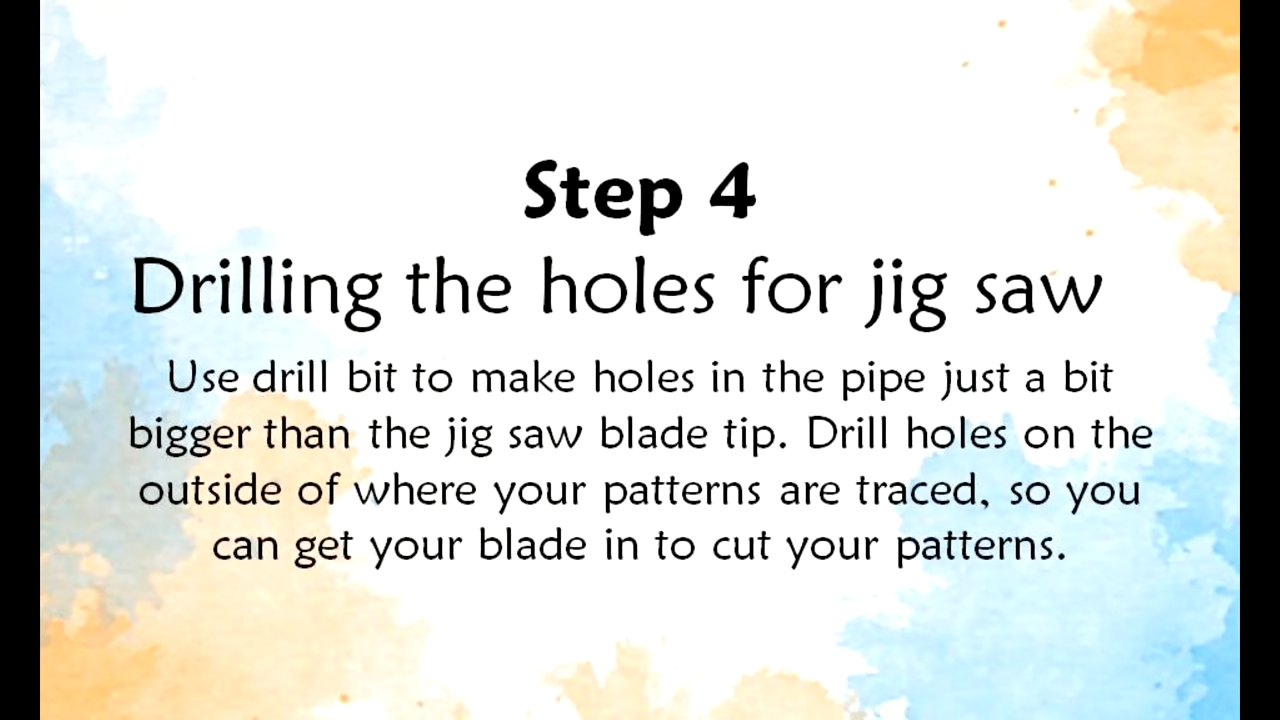 Step 4
Drilling the holes for jig saw
Use drill bit to make holes in the pipe just a bit
bigger than the jig saw blade tip. Drill holes on the
outside of where your patterns are traced, so you
can get your blade in to cut your patterns.